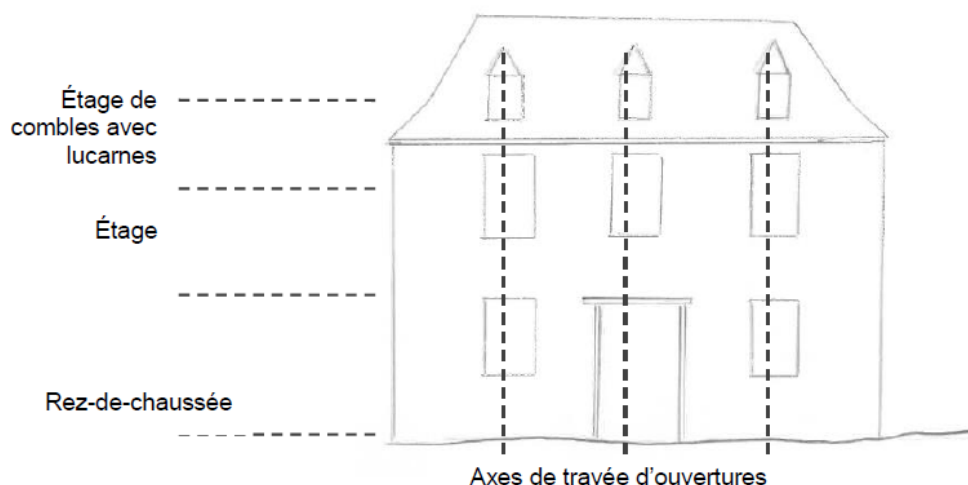 Étage de
combles avec
lucarnes
Étage
Rez-de-chaussée
Axes de travée d'ouvertures